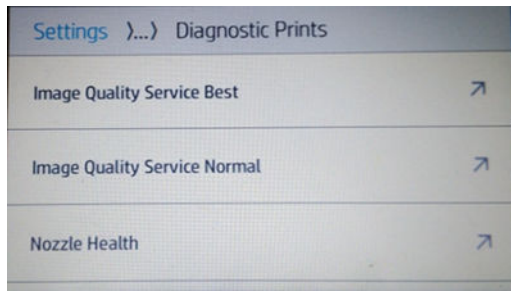 Settings ⟩...⟩ Diagnostic Prints
Image Quality Service Best
Image Quality Service Normal
Nozzle Health